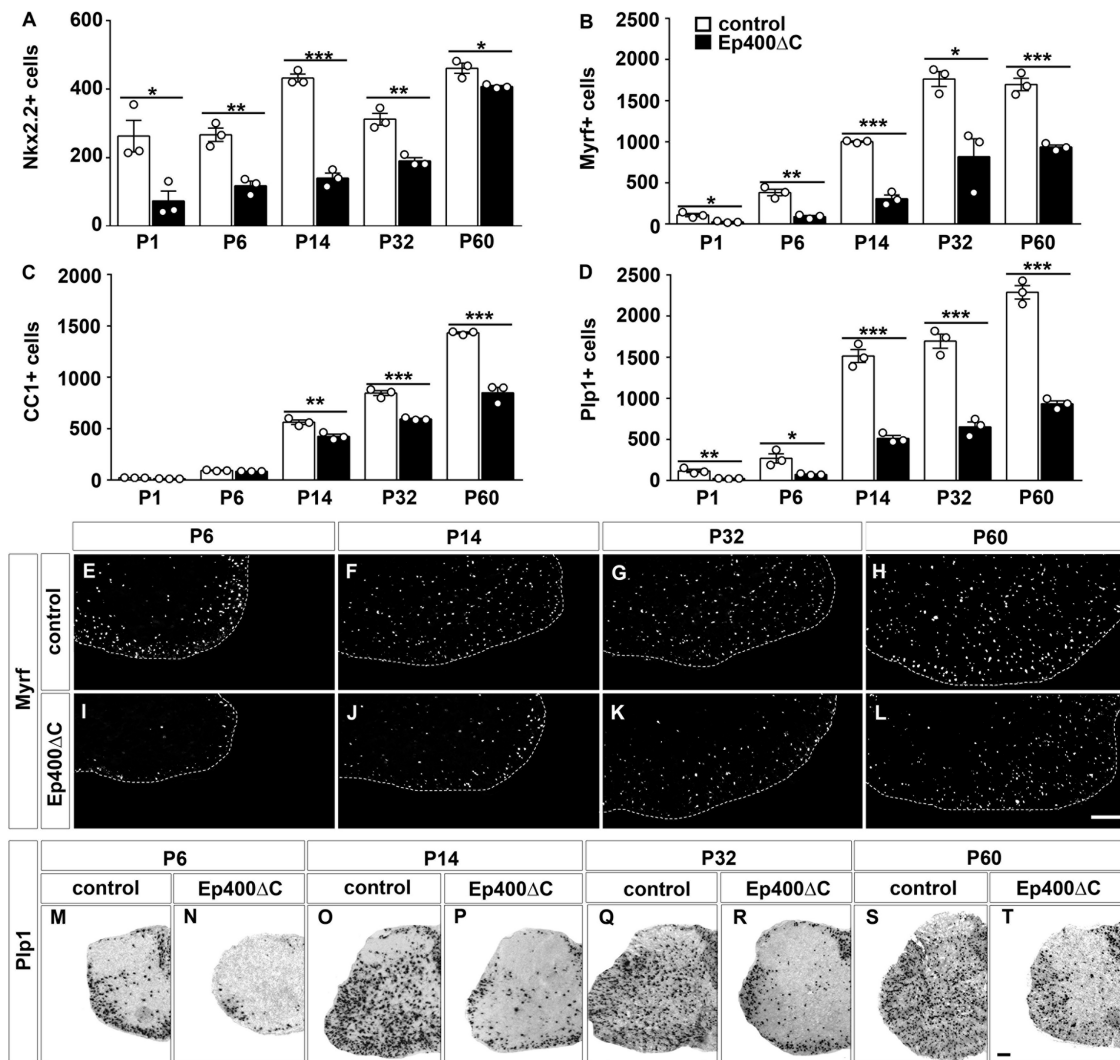 A
Nkx2.2+ cells
600
400
200
0
*
**
***
**
*
P1 P6 P14 P32 P60
B
Myrf+ cells
2500
2000
1500
1000
500
0
control
Ep400ΔC
*
**
***
*
***
P1 P6 P14 P32 P60
C
CC1+ cells
2000
1500
1000
500
0
**
***
***
P1 P6 P14 P32 P60
D
Plp1+ cells
2500
2000
1500
1000
500
0
**
*
***
***
***
P1 P6 P14 P32 P60
P6 P14 P32 P60
Myrf
control
E F G H
Ep400ΔC
I J K L
P6 P14 P32 P60
control Ep400ΔC control Ep400ΔC control Ep400ΔC control Ep400ΔC
Plp1
M N O P Q R S T